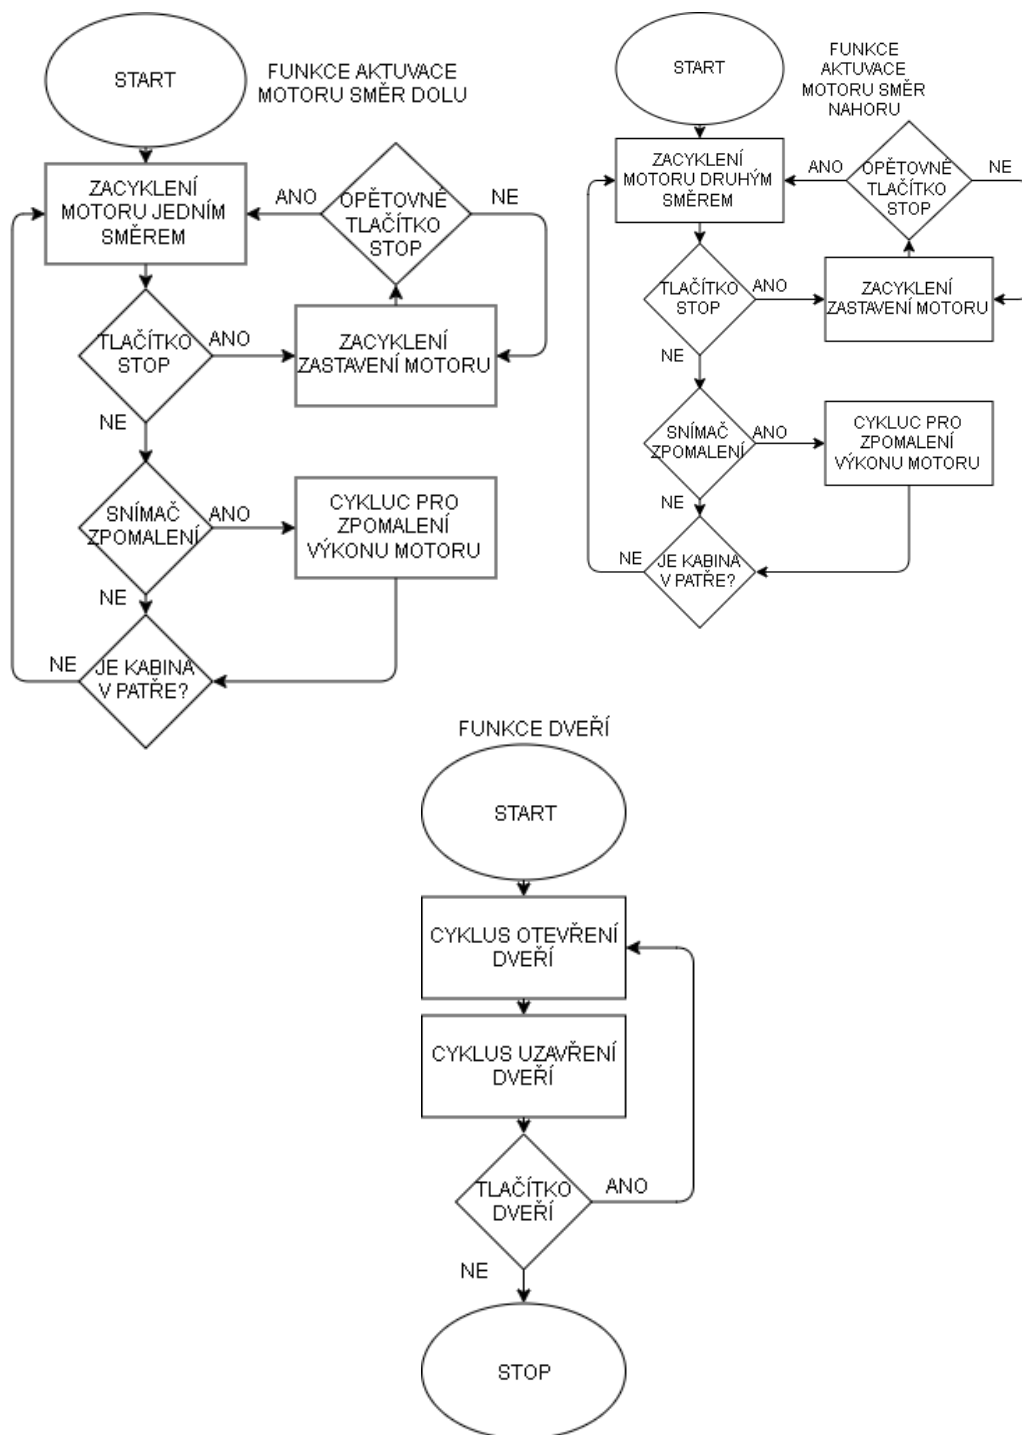 START
FUNKCE AKTUVACE
MOTORU SMĚR DOLU
ZACYKLENÍ
MOTORU JEDNÍM
SMĚREM
ANO
OPĚTOVNÉ
TLAČÍTKO
STOP
NE
TLAČÍTKO
STOP
ANO
ZACYKLENÍ
ZASTAVENÍ MOTORU
NE
SNÍMAČ
ZPOMALENÍ
ANO
CYKLUC PRO
ZPOMALENÍ
VÝKONU MOTORU
NE
NE
JE KABINA
V PATŘE?
START
FUNKCE
AKTUVACE
MOTORU SMĚR
NAHORU
ZACYKLENÍ
MOTORU DRUHÝM
SMĚREM
ANO
OPĚTOVNÉ
TLAČÍTKO
STOP
NE
TLAČÍTKO
STOP
ANO
ZACYKLENÍ
ZASTAVENÍ MOTORU
NE
SNÍMAČ
ZPOMALENÍ
ANO
CYKLUC PRO
ZPOMALENÍ
VÝKONU MOTORU
NE
NE
JE KABINA
V PATŘE?
FUNKCE DVEŘÍ
START
CYKLUS OTEVŘENÍ
DVEŘÍ
CYKLUS UZAVŘENÍ
DVEŘÍ
TLAČÍTKO
DVEŘÍ
ANO
NE
STOP